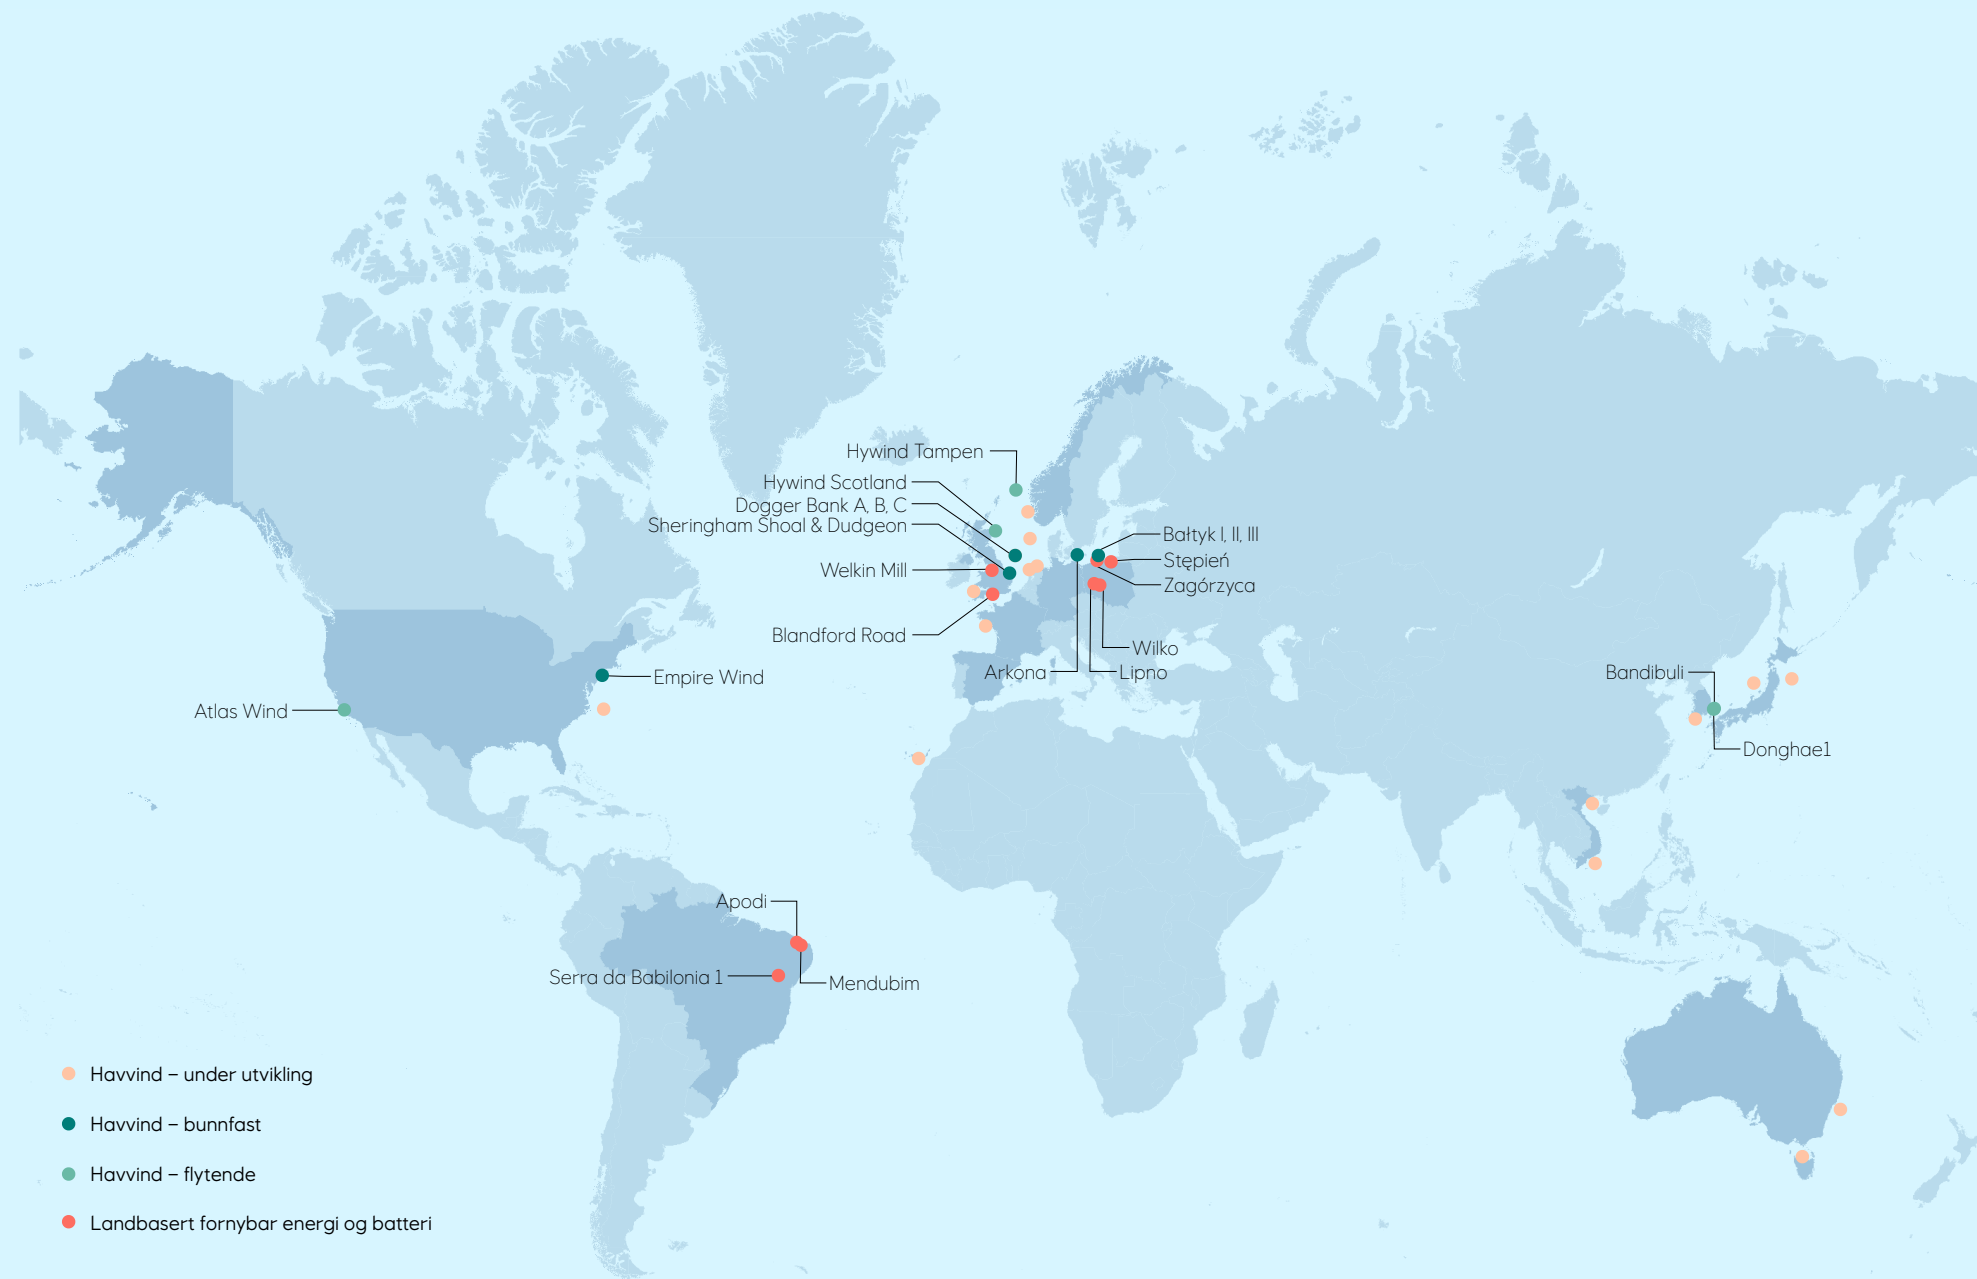 Hywind Tampen
Hywind Scotland
Dogger Bank A, B, C
Sheringham Shoal & Dudgeon
Welkin Mill
Blandford Road
Bałtyk I, II, III
Stępień
Zagórzyca
Wilko
Arkona
Lipno
Empire Wind
Atlas Wind
Bandibuli
Donghae1
Apodi
Serra da Babilonia 1
Mendubim
Havvind – under utvikling
Havvind – bunnfast
Havvind – flytende
Landbasert fornybar energi og batteri